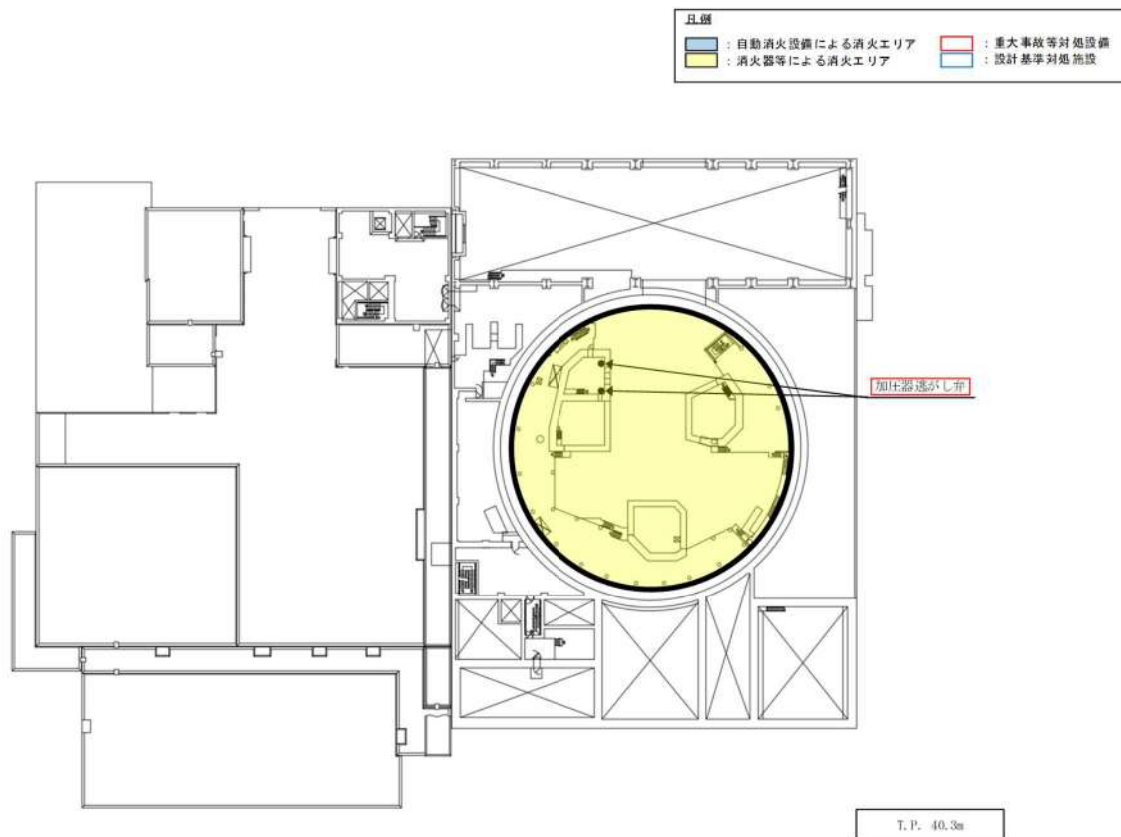 凡例
：自動消火設備による消火エリア
：重大事故等対処設備
：消火器等による消火エリア
：設計基準対処施設
加圧器逃がし弁
T.P. 40.3m